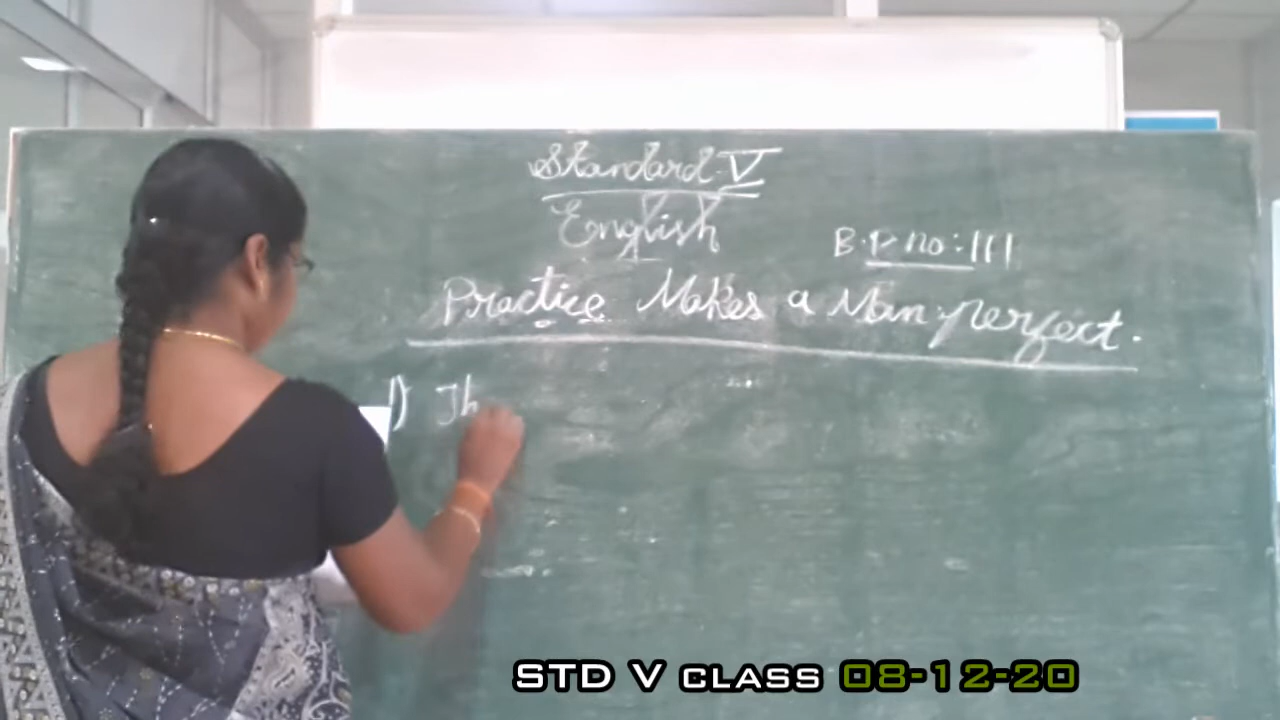 Standard-V
English
B.P no:111
Practice Makes a Man perfect.
1) Th
STD V CLASS 08-12-20